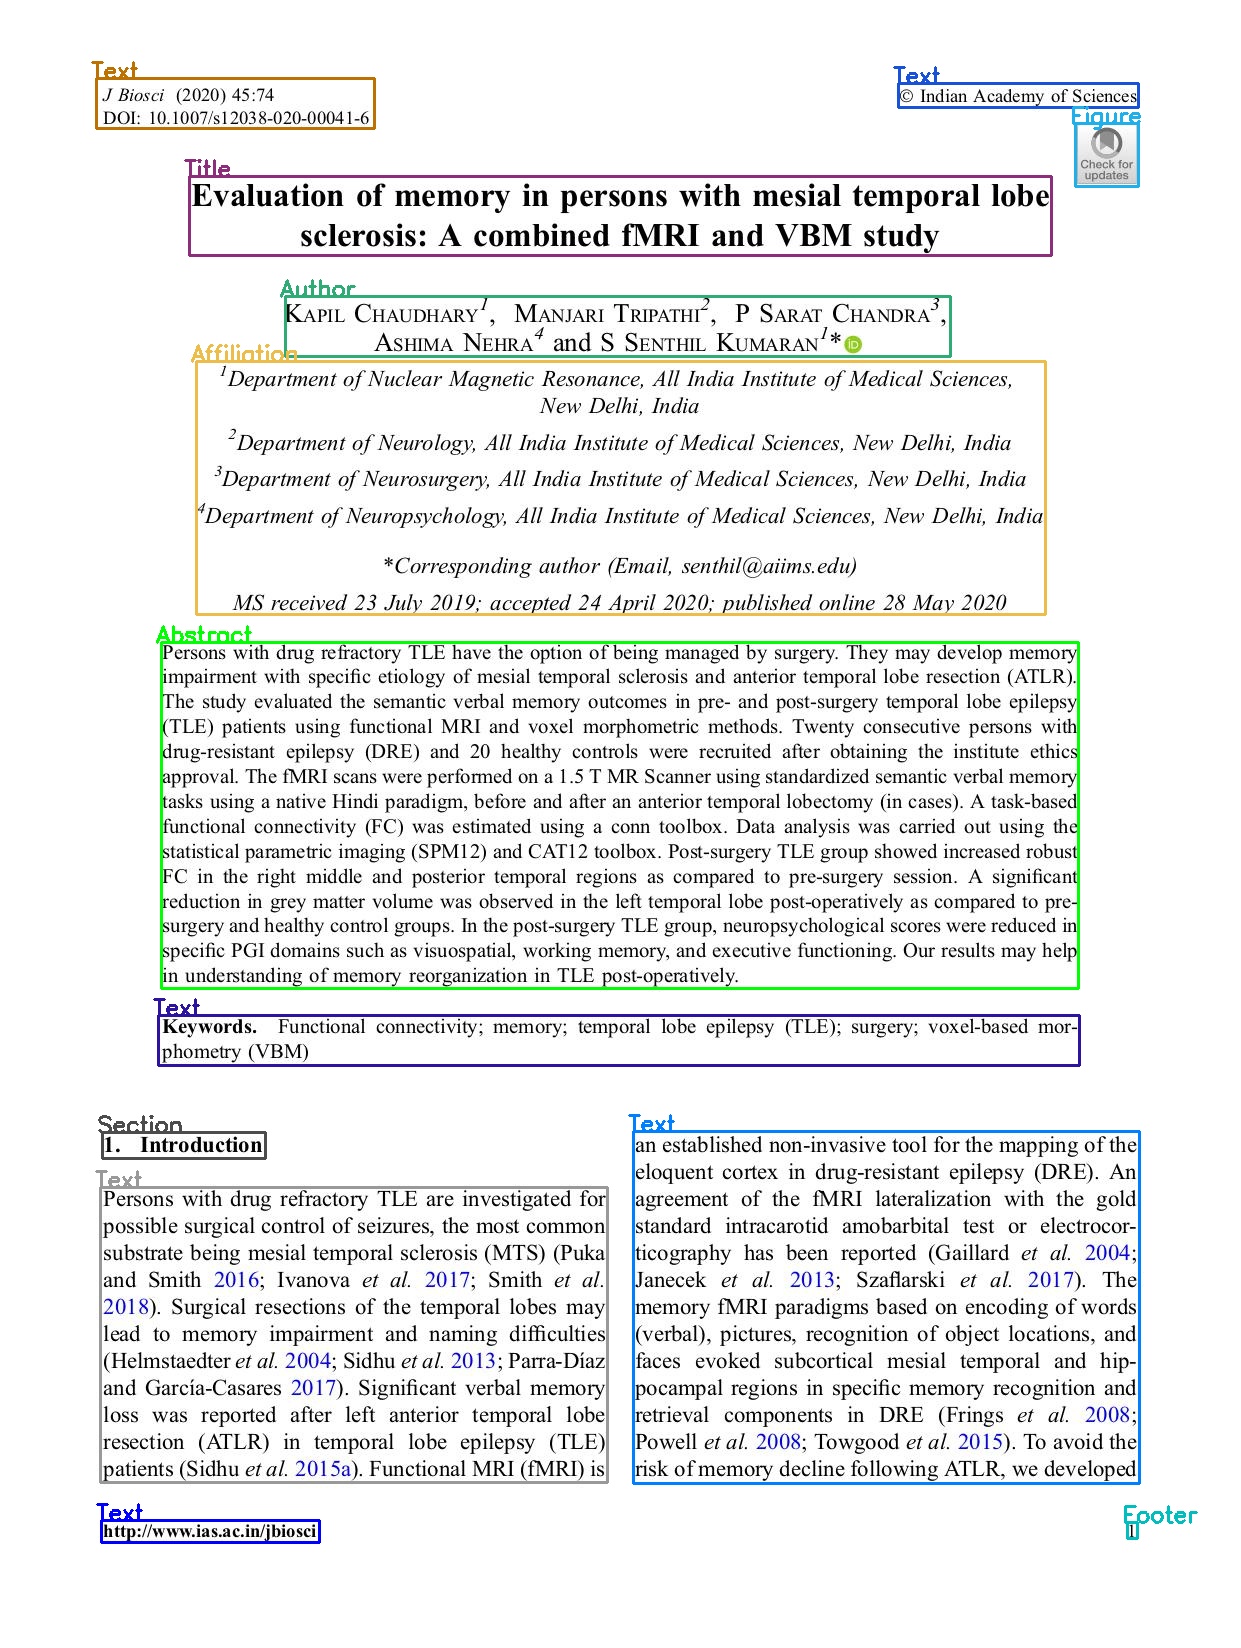 Text
J Biosci (2020) 45:74
DOI: 10.1007/s12038-020-00041-6
Text
© Indian Academy of Sciences
Figure
Check for
updates
Title
Evaluation of memory in persons with mesial temporal lobe
sclerosis: A combined fMRI and VBM study
Author
KAPIL CHAUDHARY1, MANJARI TRIPATHI2, P SARAT CHANDRA3,
ASHIMA NEHRA4 and S SENTHIL KUMARAN1* iD
Affiliation
1Department of Nuclear Magnetic Resonance, All India Institute of Medical Sciences,
New Delhi, India
2Department of Neurology, All India Institute of Medical Sciences, New Delhi, India
3Department of Neurosurgery, All India Institute of Medical Sciences, New Delhi, India
4Department of Neuropsychology, All India Institute of Medical Sciences, New Delhi, India
*Corresponding author (Email, senthil@aiims.edu)
MS received 23 July 2019; accepted 24 April 2020; published online 28 May 2020
Abstract
Persons with drug refractory TLE have the option of being managed by surgery. They may develop memory
impairment with specific etiology of mesial temporal sclerosis and anterior temporal lobe resection (ATLR).
The study evaluated the semantic verbal memory outcomes in pre- and post-surgery temporal lobe epilepsy
(TLE) patients using functional MRI and voxel morphometric methods. Twenty consecutive persons with
drug-resistant epilepsy (DRE) and 20 healthy controls were recruited after obtaining the institute ethics
approval. The fMRI scans were performed on a 1.5 T MR Scanner using standardized semantic verbal memory
tasks using a native Hindi paradigm, before and after an anterior temporal lobectomy (in cases). A task-based
functional connectivity (FC) was estimated using a conn toolbox. Data analysis was carried out using the
statistical parametric imaging (SPM12) and CAT12 toolbox. Post-surgery TLE group showed increased robust
FC in the right middle and posterior temporal regions as compared to pre-surgery session. A significant
reduction in grey matter volume was observed in the left temporal lobe post-operatively as compared to pre-
surgery and healthy control groups. In the post-surgery TLE group, neuropsychological scores were reduced in
specific PGI domains such as visuospatial, working memory, and executive functioning. Our results may help
in understanding of memory reorganization in TLE post-operatively.
Text
Keywords. Functional connectivity; memory; temporal lobe epilepsy (TLE); surgery; voxel-based mor-
phometry (VBM)
Section
1. Introduction
Text
Persons with drug refractory TLE are investigated for
possible surgical control of seizures, the most common
substrate being mesial temporal sclerosis (MTS) (Puka
and Smith 2016; Ivanova et al. 2017; Smith et al.
2018). Surgical resections of the temporal lobes may
lead to memory impairment and naming difficulties
(Helmstaedter et al. 2004; Sidhu et al. 2013; Parra-Díaz
and García-Casares 2017). Significant verbal memory
loss was reported after left anterior temporal lobe
resection (ATLR) in temporal lobe epilepsy (TLE)
patients (Sidhu et al. 2015a). Functional MRI (fMRI) is
Text
an established non-invasive tool for the mapping of the
eloquent cortex in drug-resistant epilepsy (DRE). An
agreement of the fMRI lateralization with the gold
standard intracarotid amobarbital test or electrocor-
ticography has been reported (Gaillard et al. 2004;
Janecek et al. 2013; Szaflarski et al. 2017). The
memory fMRI paradigms based on encoding of words
(verbal), pictures, recognition of object locations, and
faces evoked subcortical mesial temporal and hip-
pocampal regions in specific memory recognition and
retrieval components in DRE (Frings et al. 2008;
Powell et al. 2008; Towgood et al. 2015). To avoid the
risk of memory decline following ATLR, we developed
Text
http://www.ias.ac.in/jbiosci
Footer
1